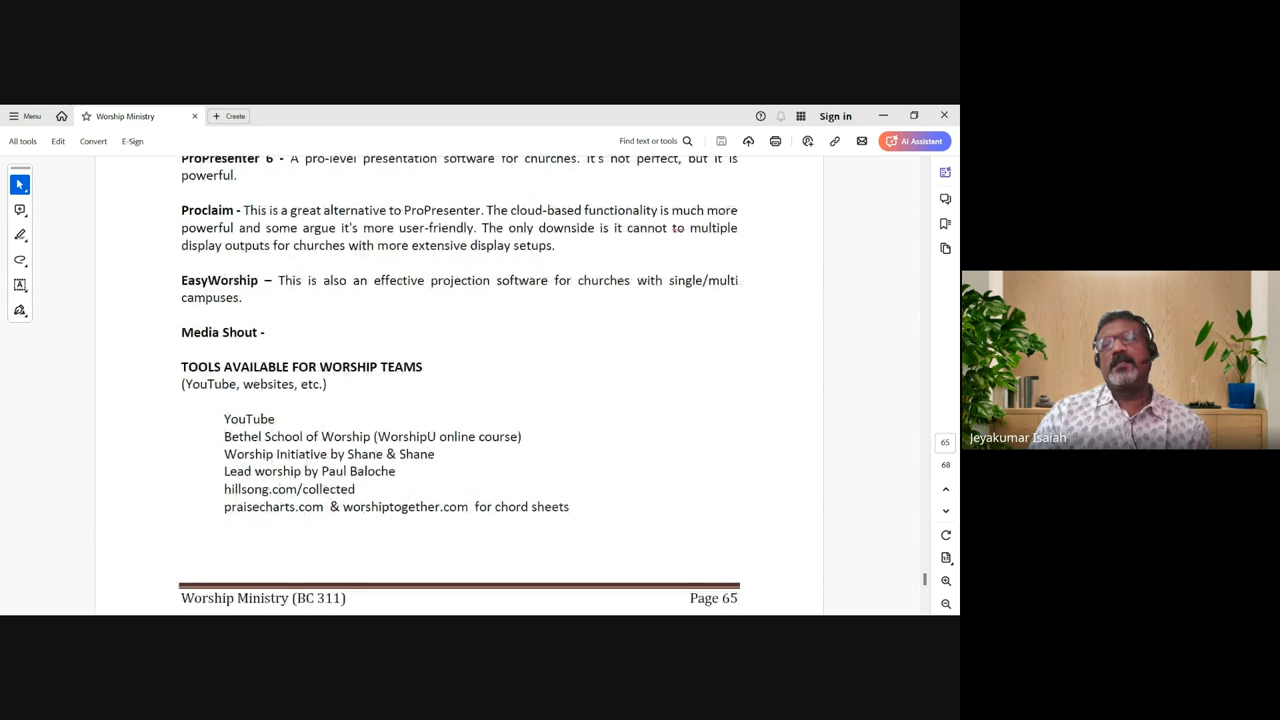 Menu
Worship Ministry
Create
Sign in
All tools
Edit
Convert
E-Sign
Find text or tools
AI Assistant
ProPresenter 6 - A pro-level presentation software for churches. It's not perfect, but it is
powerful.
Proclaim - This is a great alternative to ProPresenter. The cloud-based functionality is much more
powerful and some argue it's more user-friendly. The only downside is it cannot to multiple
display outputs for churches with more extensive display setups.
EasyWorship – This is also an effective projection software for churches with single/multi
campuses.
Media Shout -
TOOLS AVAILABLE FOR WORSHIP TEAMS
(YouTube, websites, etc.)
YouTube
Bethel School of Worship (WorshipU online course)
Worship Initiative by Shane & Shane
Lead worship by Paul Baloche
hillsong.com/collected
praisecharts.com & worshiptogether.com for chord sheets
Worship Ministry (BC 311)
Page 65
65
68
Jeyakumar Isaiah